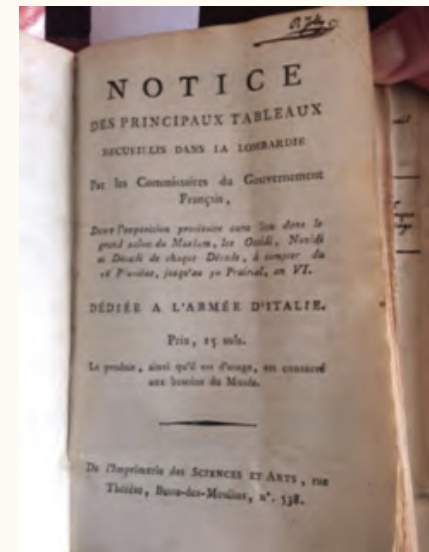 NOTICE
DES PRINCIPAUX TABLEAUX
RECUEILLIS DANS LA LOMBARDIE
Par les Commissaires du Gouvernement
Français,
Dont l'exposition provisoire aura lieu dans le
grand salon du Muséum, les Octidi, Nonidi
et Décadi de chaque Décade, à compter du
18 Pluviôse, jusqu'au 30 Prairial, an VI.
DÉDIÉE A L'ARMÉE D'ITALIE.
Prix, 15 sols.
Le produit, ainsi qu'il est d'usage, est consacré
aux besoins du Musée.
De l'Imprimerie des SCIENCES ET ARTS, rue
Thérèse, Butte-des-Moulins, n°. 538.